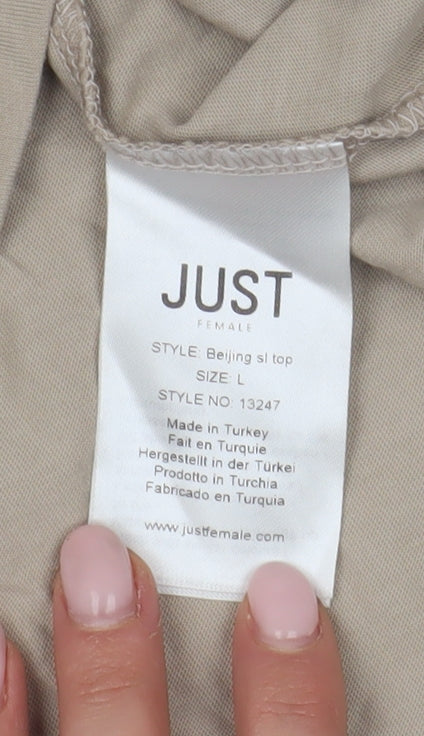 JUST
FEMALE
STYLE: Beijing sl top
SIZE: L
STYLE NO: 13247
Made in Turkey
Fait en Turquie
Hergestellt in der Türkei
Prodotto in Turchia
Fabricado en Turquia
www.justfemale.com